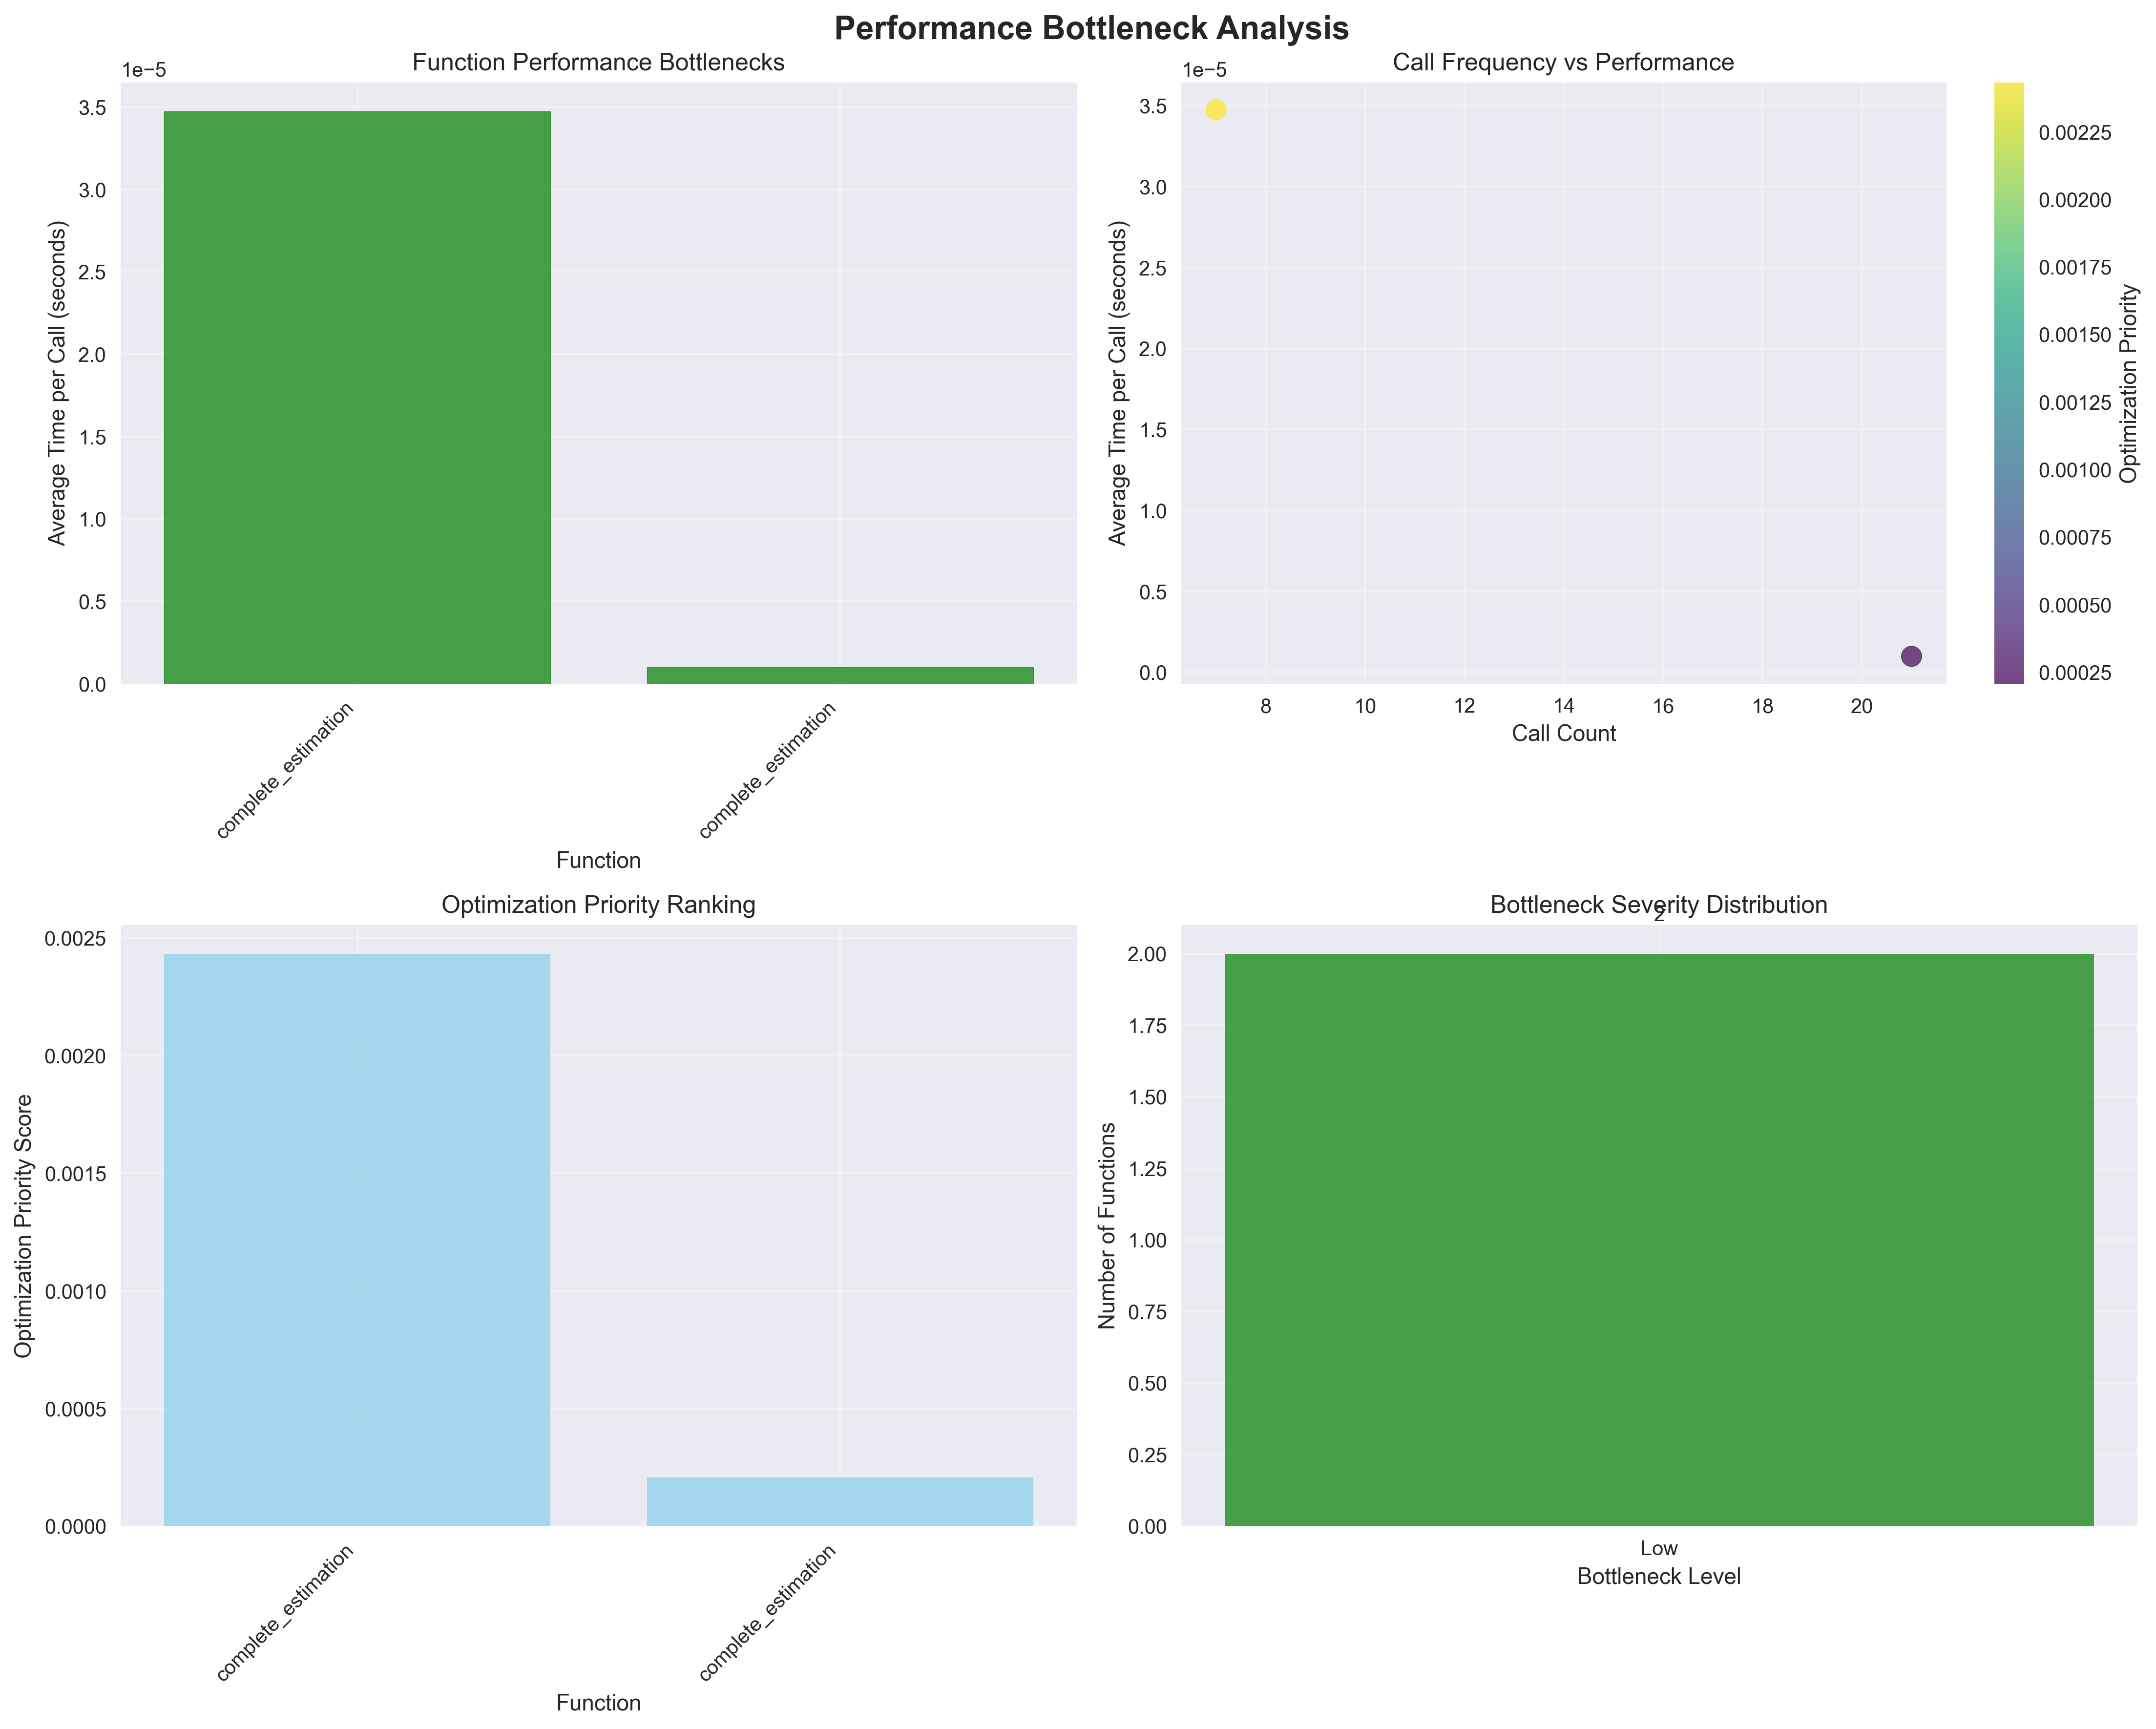 Performance Bottleneck Analysis
Function Performance Bottlenecks
1e−5
3.5
3.0
2.5
2.0
1.5
1.0
0.5
0.0
Average Time per Call (seconds)
complete_estimation
complete_estimation
Function
Call Frequency vs Performance
1e−5
3.5
3.0
2.5
2.0
1.5
1.0
0.5
0.0
Average Time per Call (seconds)
8
10
12
14
16
18
20
Call Count
0.00225
0.00200
0.00175
0.00150
0.00125
0.00100
0.00075
0.00050
0.00025
Optimization Priority
Optimization Priority Ranking
0.0025
0.0020
0.0015
0.0010
0.0005
0.0000
Optimization Priority Score
complete_estimation
complete_estimation
Function
Bottleneck Severity Distribution
2
2.00
1.75
1.50
1.25
1.00
0.75
0.50
0.25
0.00
Number of Functions
Low
Bottleneck Level